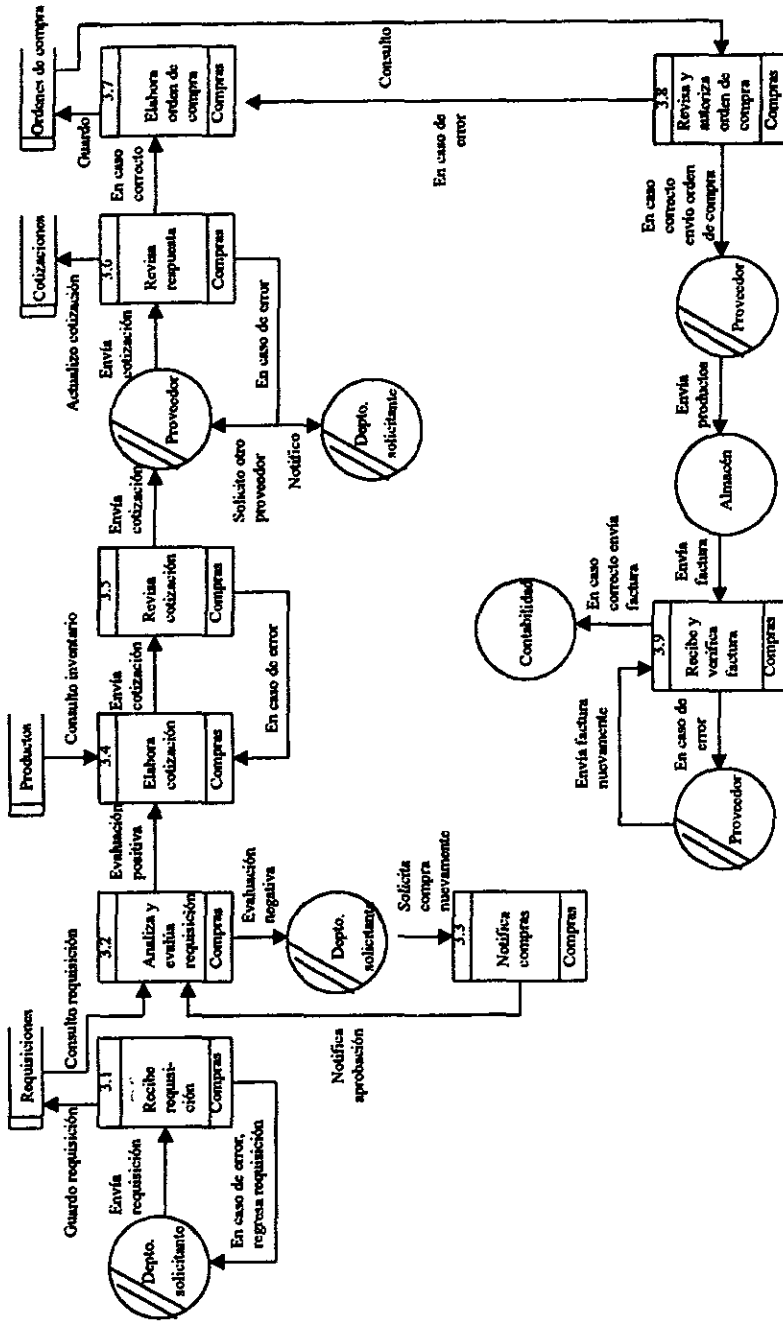 Requisiciones
Guardo requisición
Consulto requisición
Depto.
solicitante
Envía
requisición
3.1
Recibe
requisi-
ción
Compras
En caso de error,
regresa requisición
3.2
Analiza y
evalúa
requisición
Compras
Evaluación
positiva
Evaluación
negativa
Depto.
solicitante
Solicita
compra
nuevamente
3.3
Notifica
compras
Compras
Notifica
aprobación
Productos
Consulto inventario
3.4
Elabora
cotización
Compras
Envía
cotización
3.5
Revisa
cotización
Compras
En caso de error
Envía
cotización
Proveedor
Envía
cotización
Solicito otro
proveedor
Notifico
Depto.
solicitante
En caso de error
Cotizaciones
Actualizo cotización
3.6
Revisa
respuesta
Compras
En caso
correcto
Ordenes de compra
Guardo
3.7
Elabora
orden de
compra
Compras
Consulto
En caso de
error
3.8
Revisa y
autoriza
orden de
compra
Compras
En caso
correcto
envío orden
de compra
Proveedor
Envía
productos
Almacén
Envía
factura
3.9
Recibe y
verifica
factura
Compras
En caso
correcto envía
factura
Contabilidad
En caso de
error
Proveedor
Envía factura
nuevamente